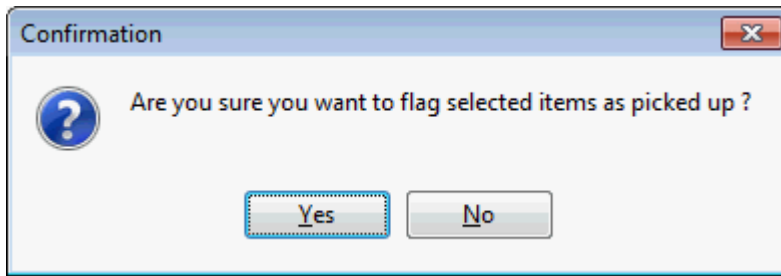 Confirmation
Are you sure you want to flag selected items as picked up ?
Yes No